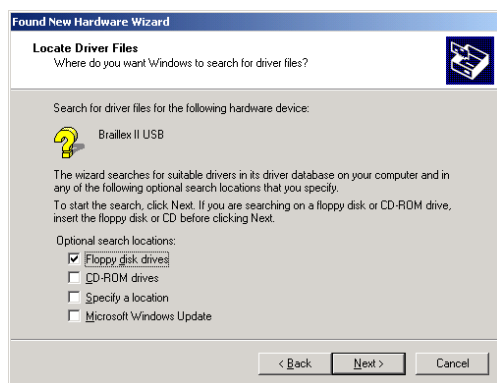 Found New Hardware Wizard
Locate Driver Files
Where do you want Windows to search for driver files?
Search for driver files for the following hardware device:
Braillex II USB
The wizard searches for suitable drivers in its driver database on your computer and in
any of the following optional search locations that you specify.
To start the search, click Next. If you are searching on a floppy disk or CD-ROM drive,
insert the floppy disk or CD before clicking Next.
Optional search locations:
Floppy disk drives
CD-ROM drives
Specify a location
Microsoft Windows Update
< Back Next > Cancel